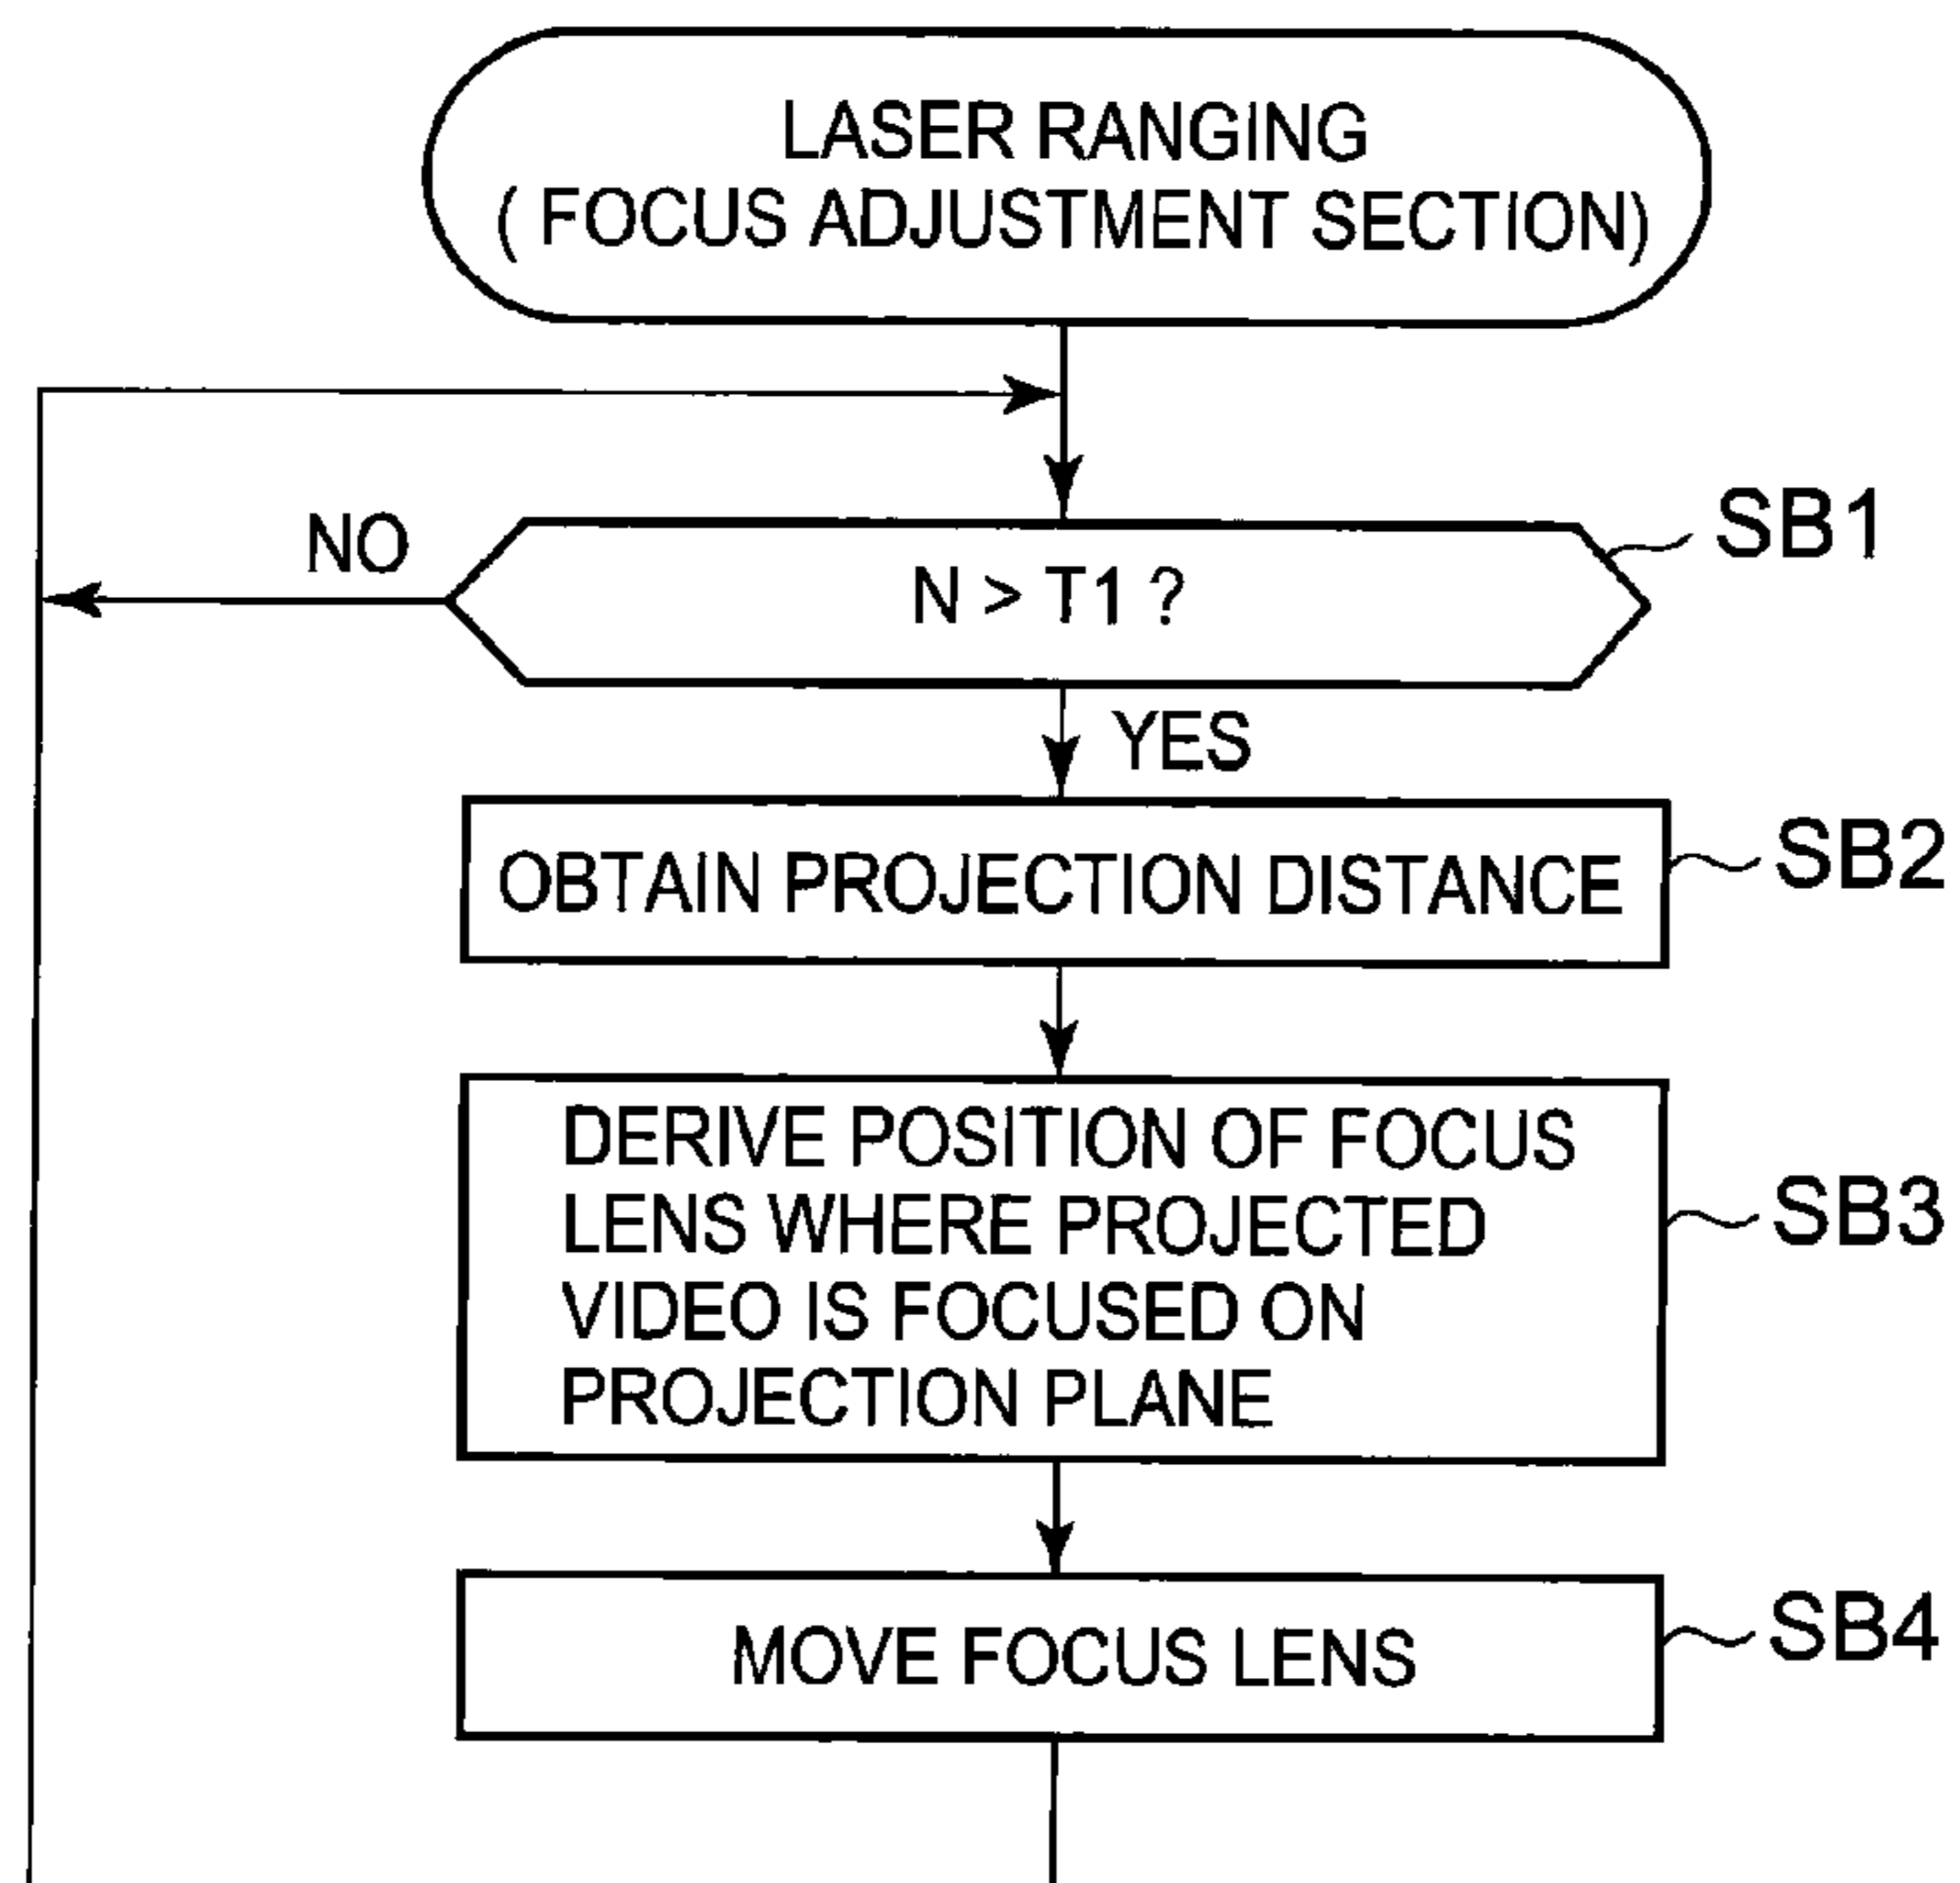 LASER RANGING
( FOCUS ADJUSTMENT SECTION)
NO
N > T1 ?
SB1
YES
OBTAIN PROJECTION DISTANCE
SB2
DERIVE POSITION OF FOCUS
LENS WHERE PROJECTED
VIDEO IS FOCUSED ON
PROJECTION PLANE
SB3
MOVE FOCUS LENS
SB4